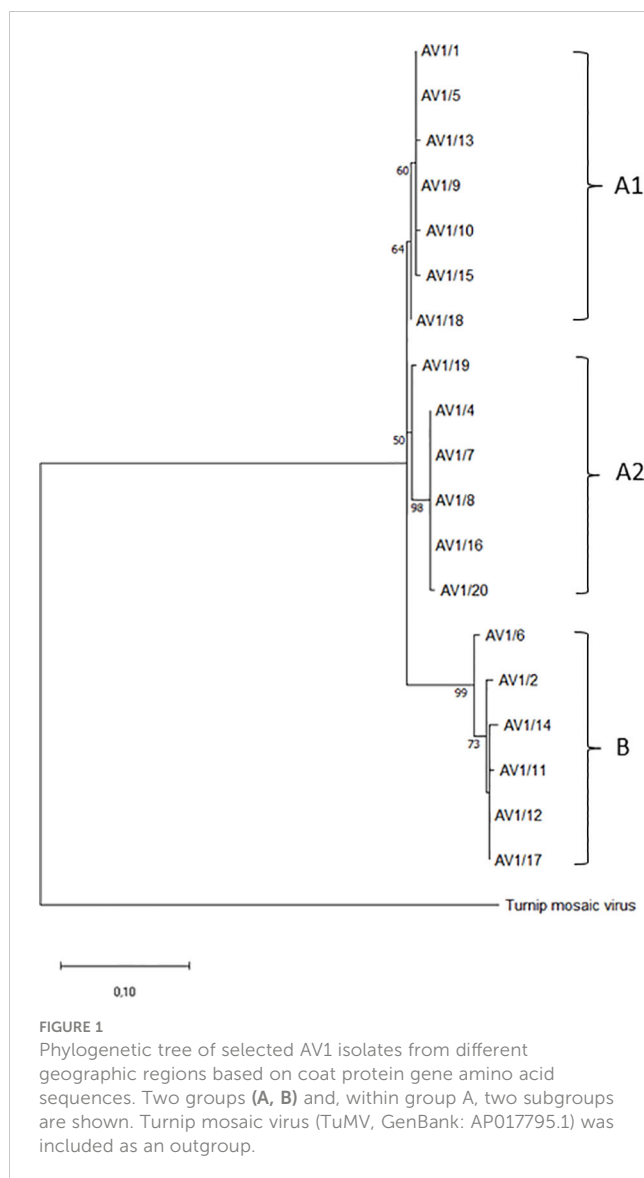 AV1/1
AV1/5
AV1/13
60
AV1/9
A1
AV1/10
64
AV1/15
AV1/18
AV1/19
AV1/4
50
AV1/7
A2
98
AV1/8
AV1/16
AV1/20
AV1/6
99
AV1/2
73
AV1/14
B
AV1/11
AV1/12
AV1/17
Turnip mosaic virus
0,10
FIGURE 1
Phylogenetic tree of selected AV1 isolates from different
geographic regions based on coat protein gene amino acid
sequences. Two groups (A, B) and, within group A, two subgroups
are shown. Turnip mosaic virus (TuMV, GenBank: AP017795.1) was
included as an outgroup.